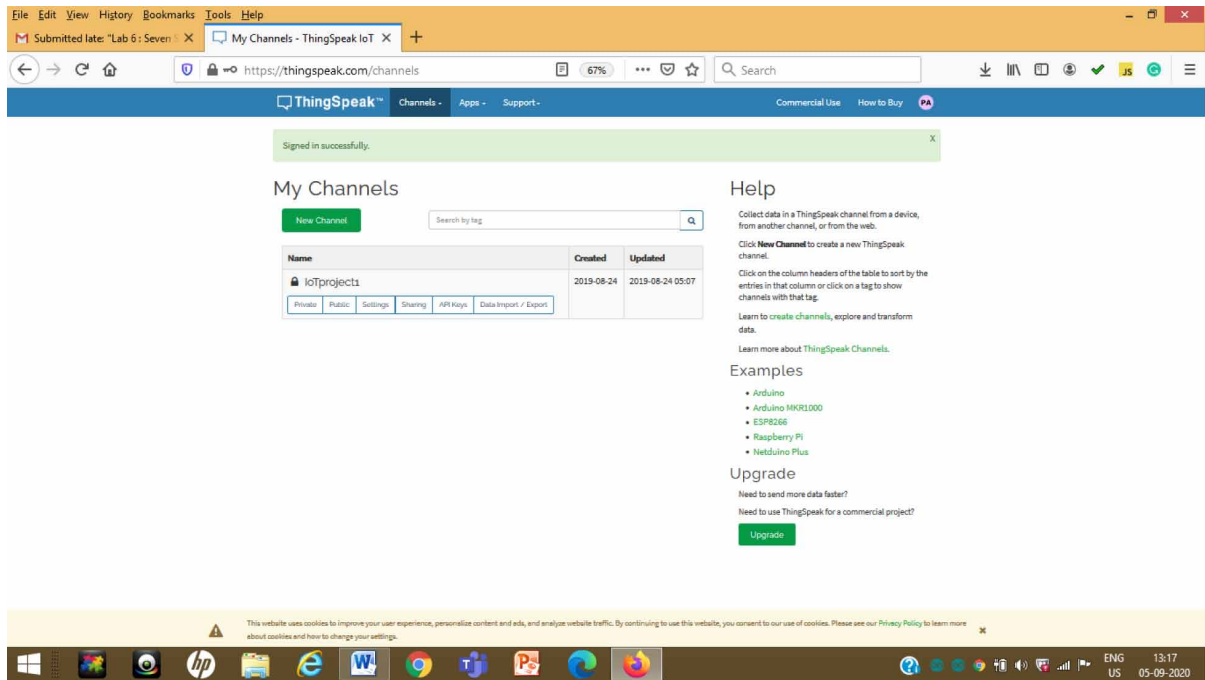 File Edit View History Bookmarks Tools Help
Submitted late: "Lab 6 : Seven S
My Channels - ThingSpeak IoT
https://thingspeak.com/channels
67%
Search
JS
ThingSpeak™ Channels Apps Support
Commercial Use How to Buy PA
Signed in successfully.
x
My Channels
New Channel
Search by tag
Name Created Updated
IoTproject1 2019-08-24 2019-08-24 05:07
Private Public Settings Sharing API Keys Data Import / Export
Help
Collect data in a ThingSpeak channel from a device,
from another channel, or from the web.
Click New Channel to create a new ThingSpeak
channel.
Click on the column headers of the table to sort by the
entries in that column or click on a tag to show
channels with that tag.
Learn to create channels, explore and transform
data.
Learn more about ThingSpeak Channels.
Examples
• Arduino
• Arduino MKR1000
• ESP8266
• Raspberry Pi
• Netduino Plus
Upgrade
Need to send more data faster?
Need to use ThingSpeak for a commercial project?
Upgrade
This website uses cookies to improve your user experience, personalize content and ads, and analyze website traffic. By continuing to use this website, you consent to our use of cookies. Please see our Privacy Policy to learn more
about cookies and how to change your settings.
hp
ENG
US
13:17
05-09-2020